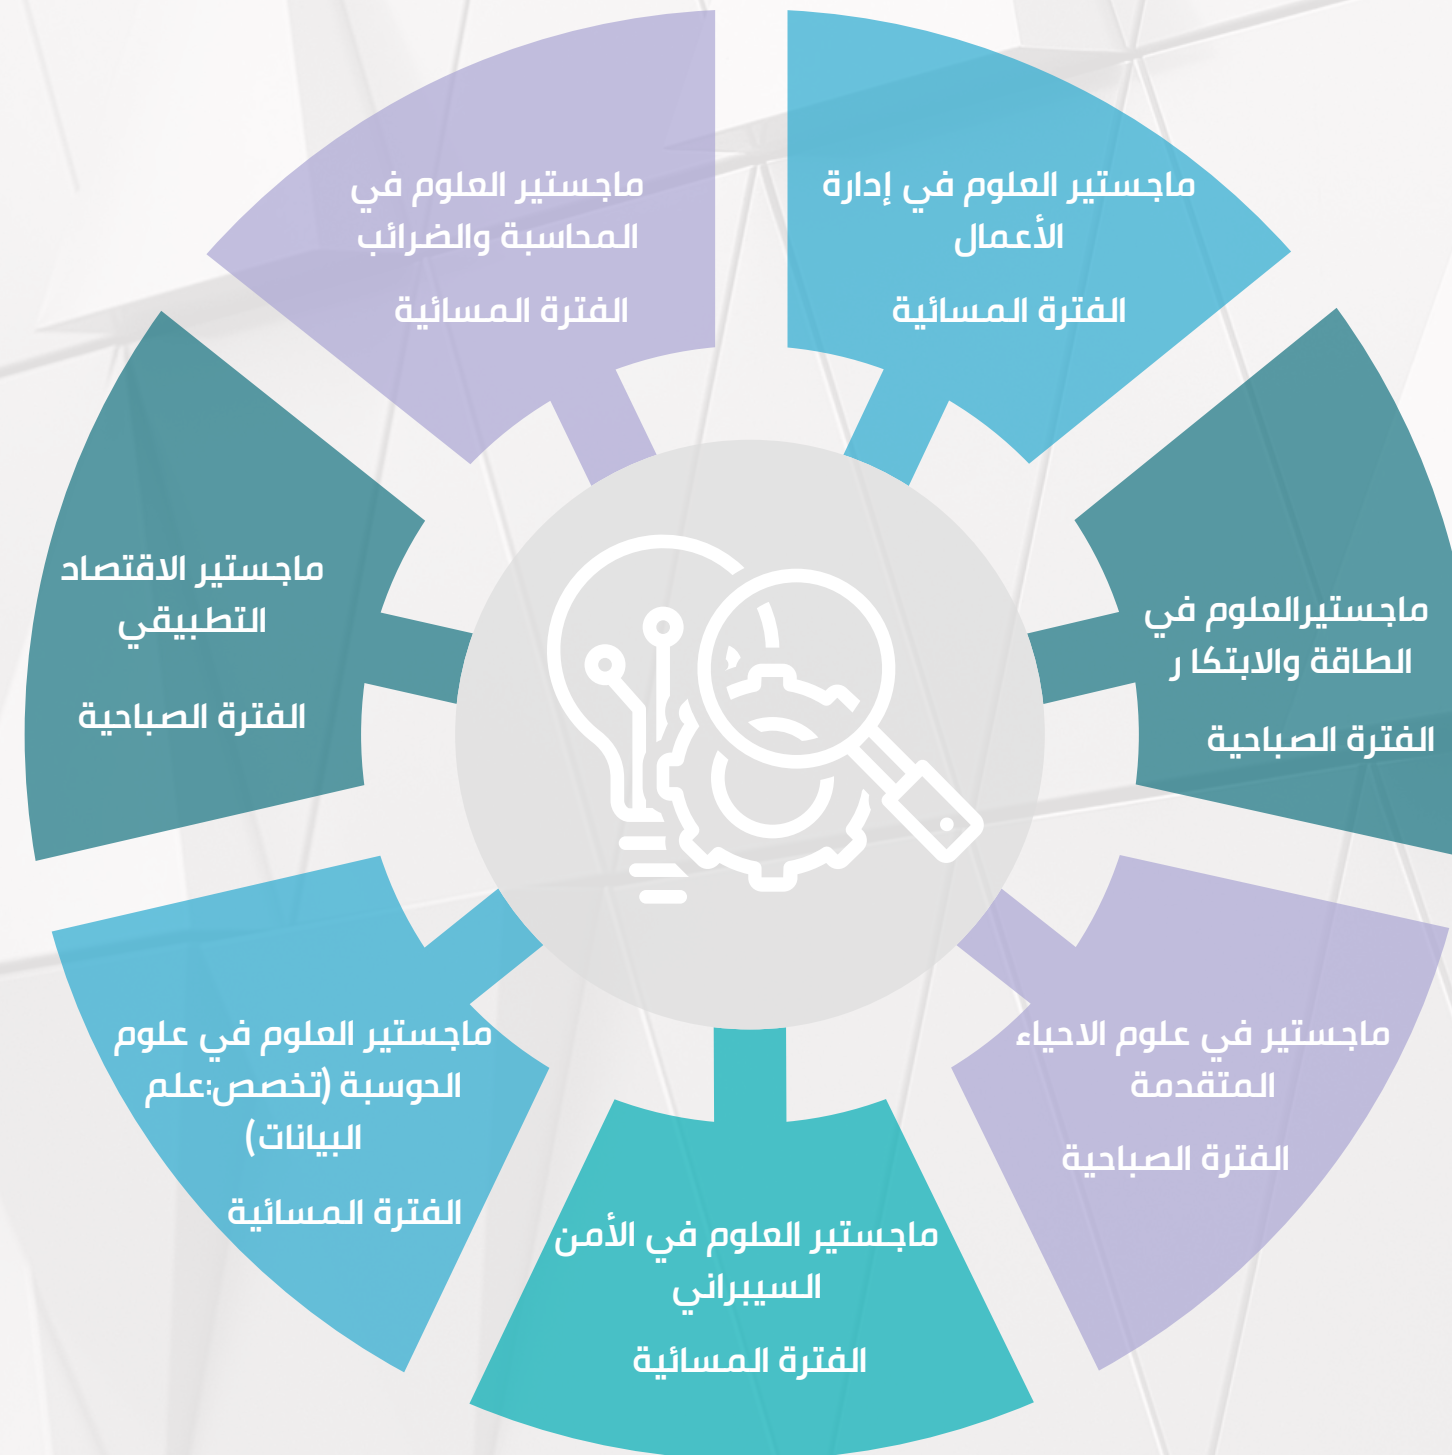 ماجستير العلوم في إدارة
الأعمال
الفترة المسائية
ماجستيرالعلوم في
الطاقة والابتكا ر
الفترة الصباحية
ماجستير في علوم الاحياء
المتقدمة
الفترة الصباحية
ماجستير العلوم في الأمن
السيبراني
الفترة المسائية
ماجستير العلوم في علوم
الحوسبة (تخصص:علم
البيانات)
الفترة المسائية
ماجستير الاقتصاد
التطبيقي
الفترة الصباحية
ماجستير العلوم في
المحاسبة والضرائب
الفترة المسائية